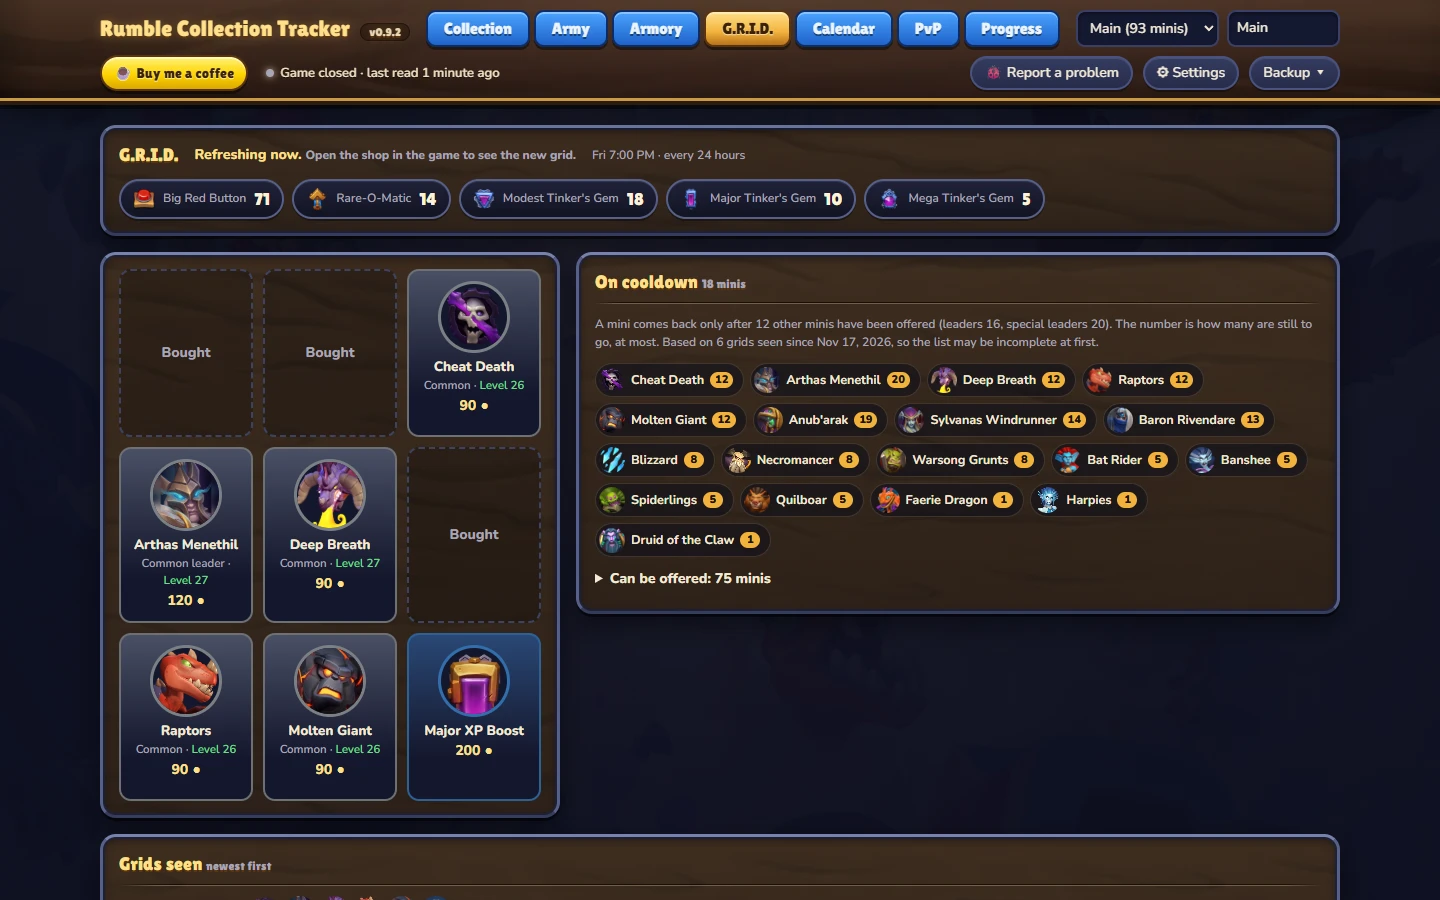 Rumble Collection Tracker v0.9.2 Collection Army Armory G.R.I.D. Calendar PvP Progress Main (93 minis) Main
Buy me a coffee Game closed · last read 1 minute ago Report a problem Settings Backup
G.R.I.D. Refreshing now. Open the shop in the game to see the new grid. Fri 7:00 PM · every 24 hours
Big Red Button 71 Rare-O-Matic 14 Modest Tinker's Gem 18 Major Tinker's Gem 10 Mega Tinker's Gem 5
Bought
Bought
Cheat Death
Common · Level 26
90
Arthas Menethil
Common leader ·
Level 27
120
Deep Breath
Common · Level 27
90
Bought
Raptors
Common · Level 26
90
Molten Giant
Common · Level 26
90
Major XP Boost
200
On cooldown 18 minis
A mini comes back only after 12 other minis have been offered (leaders 16, special leaders 20). The number is how many are still to
go, at most. Based on 6 grids seen since Nov 17, 2026, so the list may be incomplete at first.
Cheat Death 12 Arthas Menethil 20 Deep Breath 12 Raptors 12
Molten Giant 12 Anub'arak 19 Sylvanas Windrunner 14 Baron Rivendare 13
Blizzard 8 Necromancer 8 Warsong Grunts 8 Bat Rider 5 Banshee 5
Spiderlings 5 Quilboar 5 Faerie Dragon 1 Harpies 1
Druid of the Claw 1
Can be offered: 75 minis
Grids seen newest first